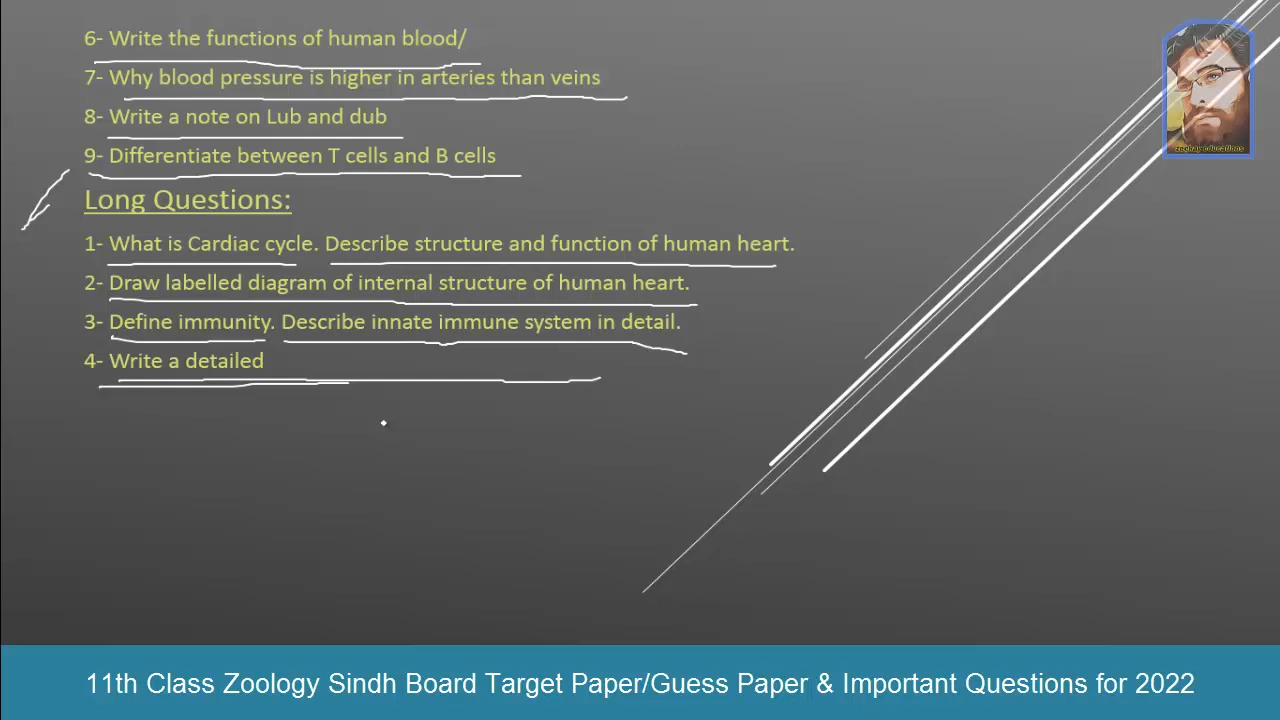 6- Write the functions of human blood/
7- Why blood pressure is higher in arteries than veins
8- Write a note on Lub and dub
9- Differentiate between T cells and B cells
Long Questions:
1- What is Cardiac cycle. Describe structure and function of human heart.
2- Draw labelled diagram of internal structure of human heart.
3- Define immunity. Describe innate immune system in detail.
4- Write a detailed
zeekay educations
11th Class Zoology Sindh Board Target Paper/Guess Paper & Important Questions for 2022